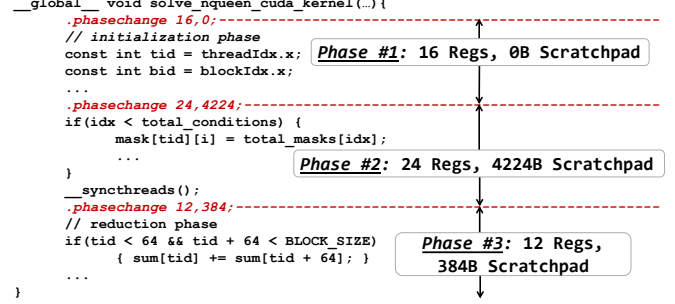 __global__ void solve_nqueen_cuda_kernel(…){
.phasechange 16,0;
// initialization phase
const int tid = threadIdx.x;
const int bid = blockIdx.x;
Phase #1: 16 Regs, 0B Scratchpad
...
.phasechange 24,4224;
if(idx < total_conditions) {
mask[tid][i] = total_masks[idx];
...
Phase #2: 24 Regs, 4224B Scratchpad
}
__syncthreads();
.phasechange 12,384;
// reduction phase
if(tid < 64 && tid + 64 < BLOCK_SIZE)
{ sum[tid] += sum[tid + 64]; }
Phase #3: 12 Regs,
384B Scratchpad
...
}